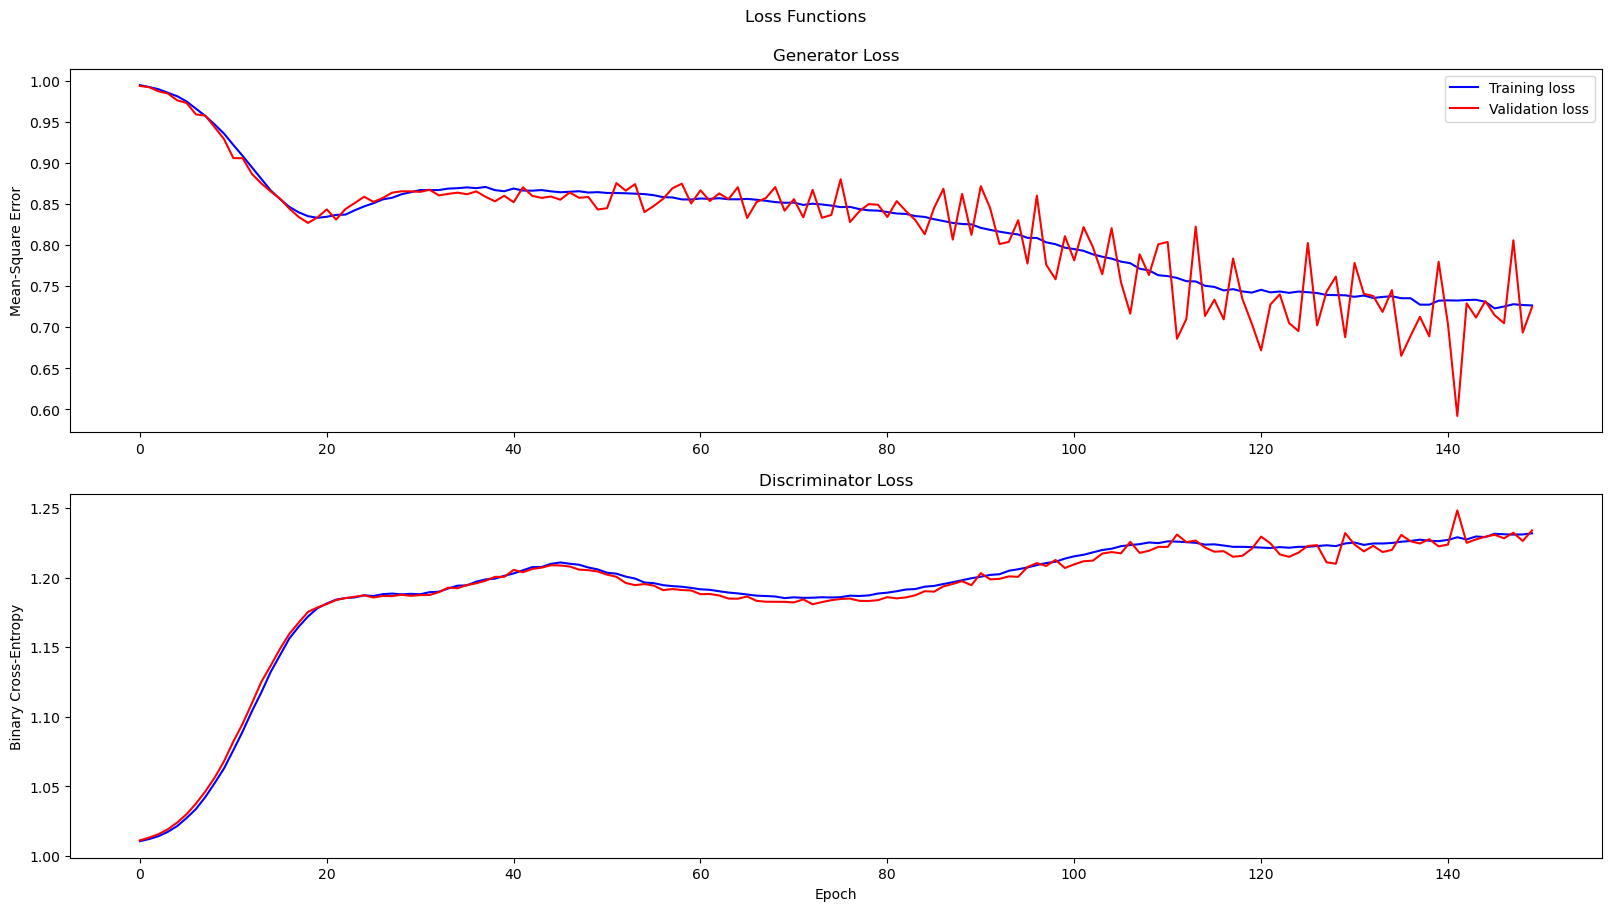 Loss Functions
Generator Loss
Mean-Square Error
1.00
0.95
0.90
0.85
0.80
0.75
0.70
0.65
0.60
Training loss
Validation loss
0 20 40 60 80 100 120 140
Discriminator Loss
Binary Cross-Entropy
1.25
1.20
1.15
1.10
1.05
1.00
0 20 40 60 80 100 120 140
Epoch